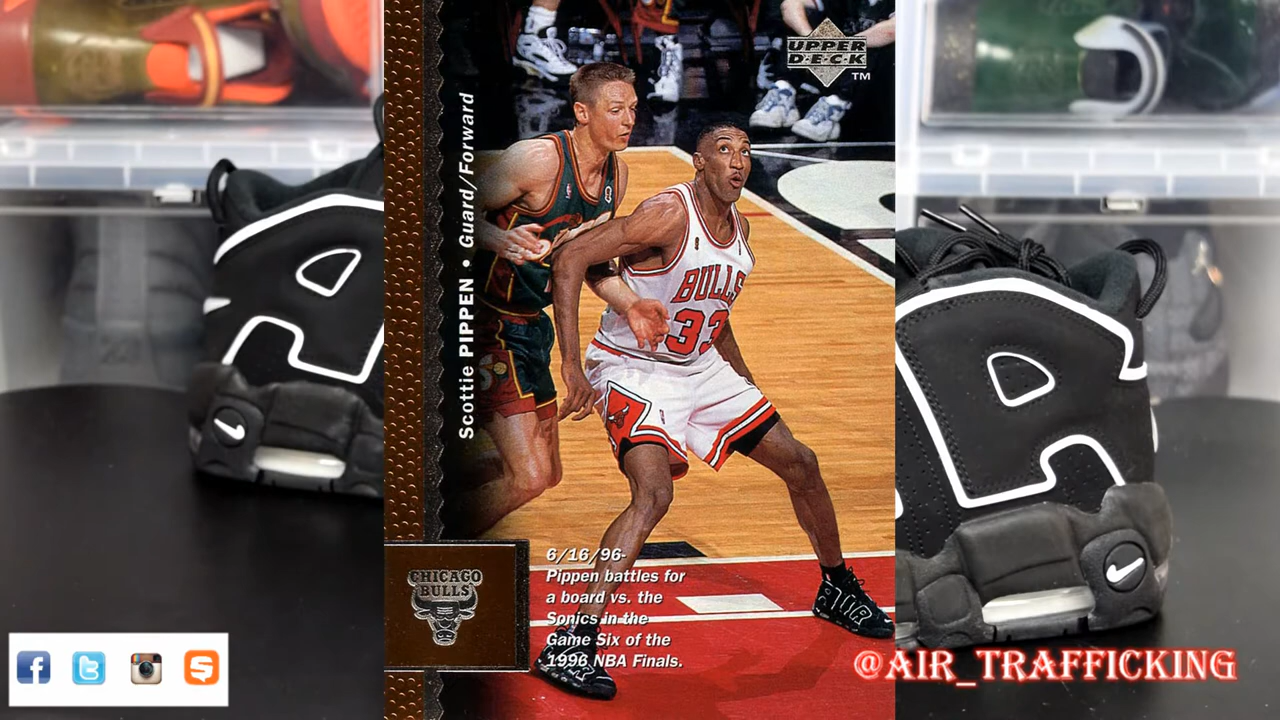 UPPER
D.E.C.K
TM
Scottie PIPPEN • Guard/Forward
BULLS
33
6/16/96-
Pippen battles for
a board vs. the
Sonics in the
Game Six of the
1996 NBA Finals.
CHICAGO
BULLS
AIR
@AIR_TRAFFICKING